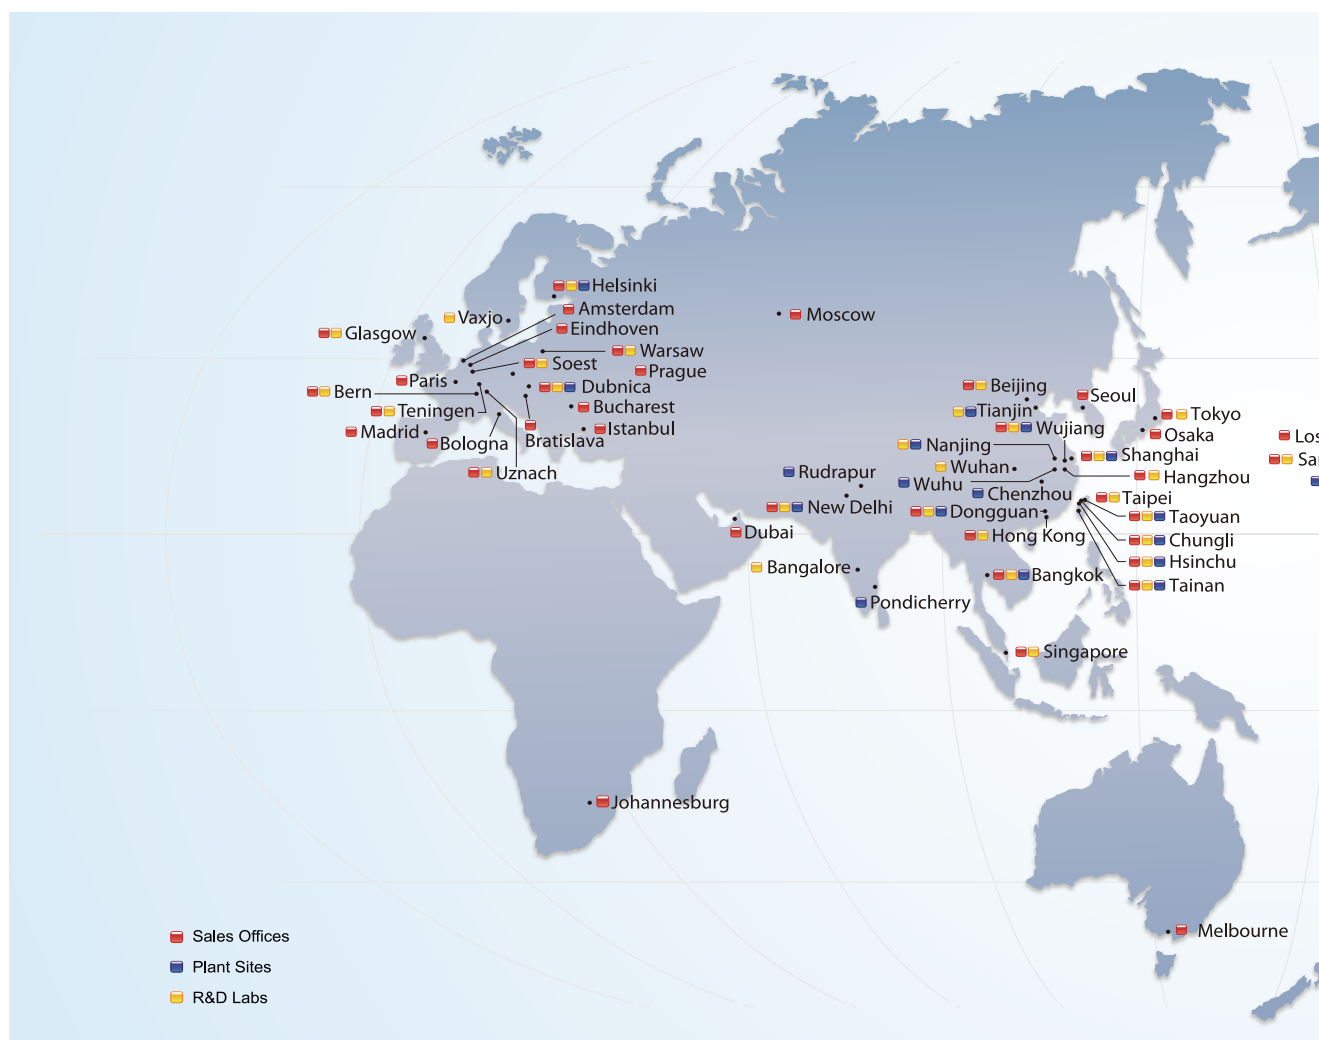 Helsinki
Amsterdam
Vaxjo
Moscow
Eindhoven
Glasgow
Warsaw
Soest
Prague
Paris
Dubnica
Beijing
Bern
Seoul
Bucharest
Teningen
Tianjin
Tokyo
Istanbul
Wujiang
Madrid
Osaka
Los
Bratislava
Bologna
Nanjing
Shanghai
San
Wuhan
Rudrapur
Uznach
Hangzhou
Wuhu
Chenzhou
Taipei
New Delhi
Dongguan
Taoyuan
Dubai
Hong Kong
Chungli
Hsinchu
Bangalore
Bangkok
Tainan
Pondicherry
Singapore
Johannesburg
Melbourne
Sales Offices
Plant Sites
R&D Labs